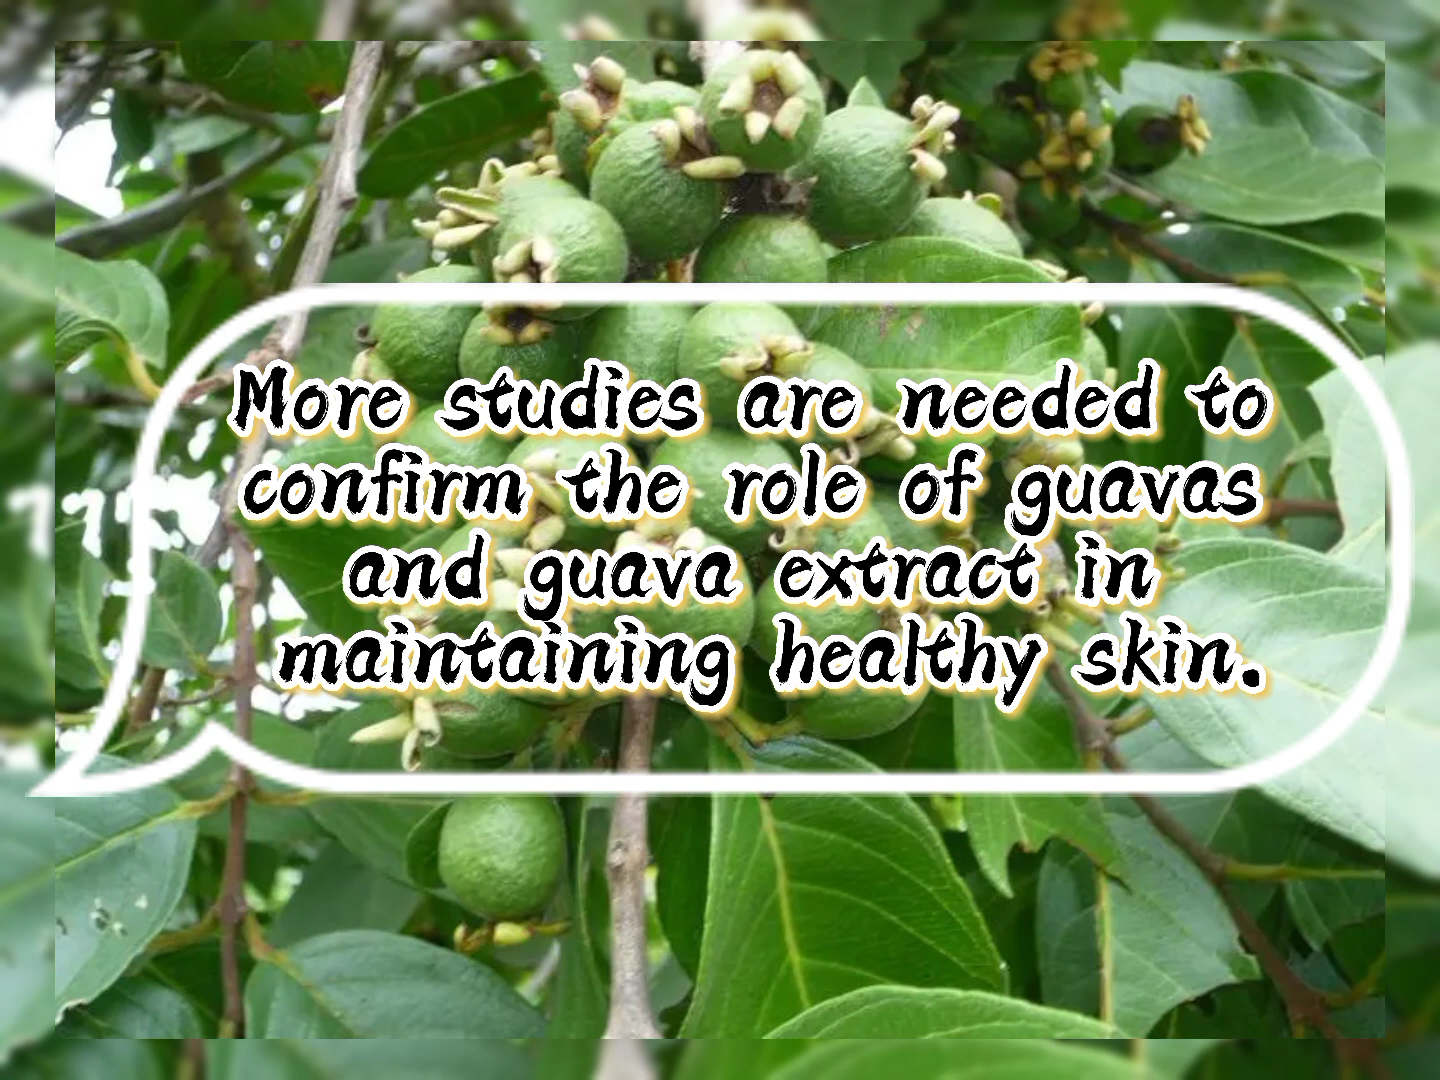 More studies are needed to
confirm the role of guavas
and guava extract in
maintaining healthy skin.